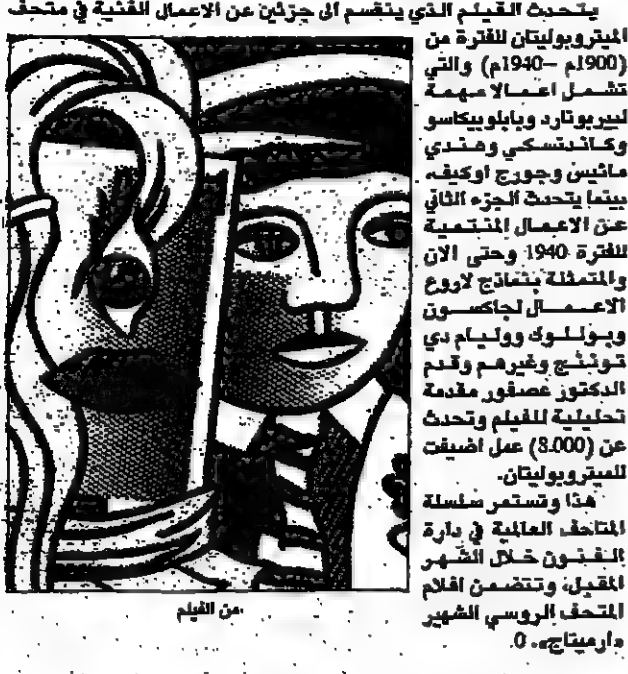 يتحدث الفيلم الذي ينقسم الى جزئين عن الاعمال الفنية في متحف
الميتروبوليتان للفترة من
(1900م –1940م) والتي
تشمل اعمالا مهمة
لبيربونارد وبابلوبيكاسو
وكاندنسكي وهندي
ماتيس وجورج اوكيف،
بينما يتحدث الجزء الثاني
عن الاعمال المنتمية
للفترة 1940 وحتى الان
والمتمثلة بنماذج لاروع
الاعمال لجاكسون
وبولوك ووليام دي
كوننج وغيرهم وقدم
الدكتور عصفور مقدمة
تحليلية للفيلم وتحدث
عن (8.000) عمل اضيفت
للميتروبوليتان.
هذا وتستمر سلسلة
المتاحف العالمية في دارة
الفنون خلال الشهر
المقبل، وتتضمن افلام
المتحف الروسي الشهير
«ارميتاج». 0
من الفيلم